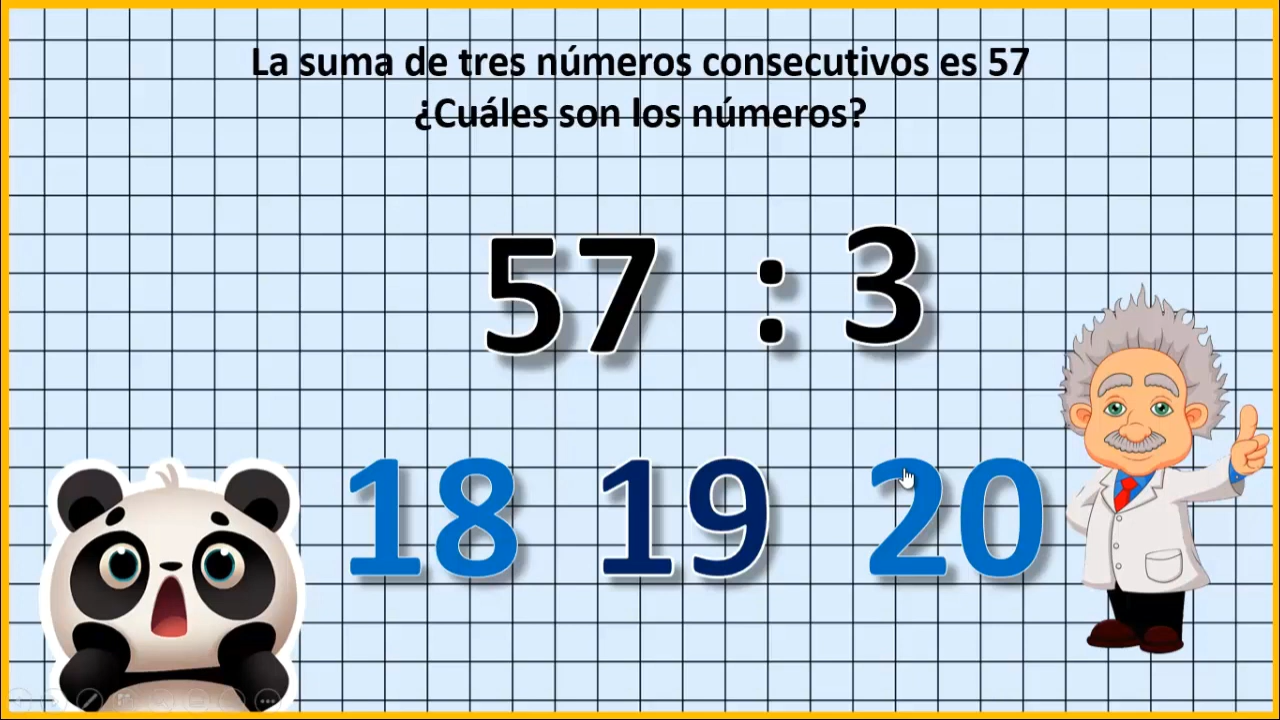 La suma de tres números consecutivos es 57
¿Cuáles son los números?
57 : 3
18 19 20